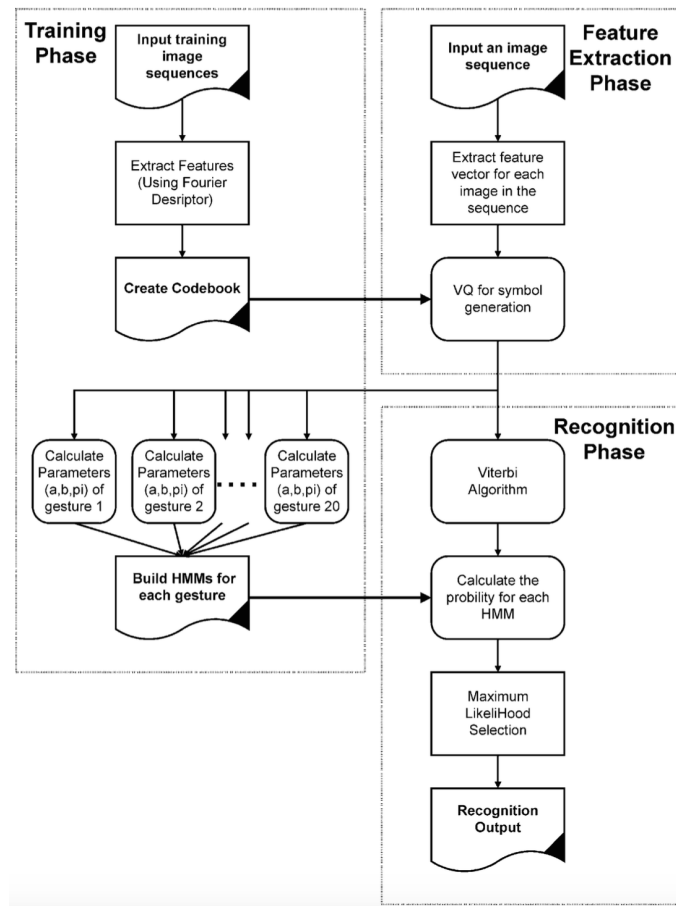 Training
Phase
Input training
image
sequences
Extract Features
(Using Fourier
Desriptor)
Create Codebook
Calculate
Parameters
(a,b,pi) of
gesture 1
Calculate
Parameters
(a,b,pi) of
gesture 2
....
Calculate
Parameters
(a,b,pi) of
gesture 20
Build HMMs for
each gesture
Feature
Extraction
Phase
Input an image
sequence
Extract feature
vector for each
image in the
sequence
VQ for symbol
generation
Recognition
Phase
Viterbi
Algorithm
Calculate the
probility for each
HMM
Maximum
LikeliHood
Selection
Recognition
Output